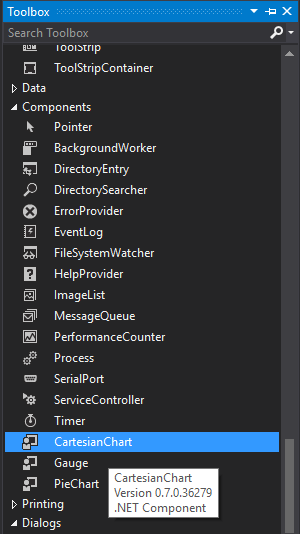 Toolbox
Search Toolbox
ToolStrip
ToolStripContainer
Data
Components
Pointer
BackgroundWorker
DirectoryEntry
DirectorySearcher
ErrorProvider
EventLog
FileSystemWatcher
HelpProvider
ImageList
MessageQueue
PerformanceCounter
Process
SerialPort
ServiceController
Timer
CartesianChart
Gauge
PieChart
CartesianChart
Version 0.7.0.36279
.NET Component
Printing
Dialogs